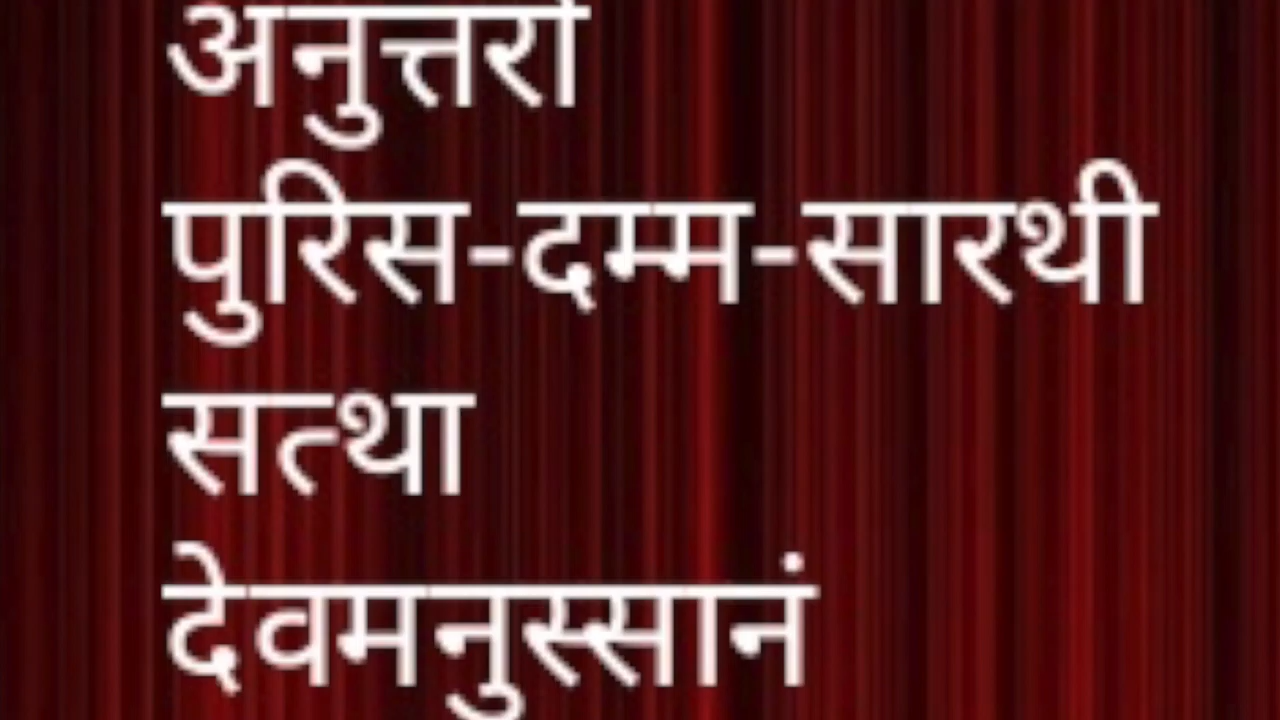 अनुत्तरो
पुरिस-दम्म-सारथी
सत्था
देवमनुस्सानं